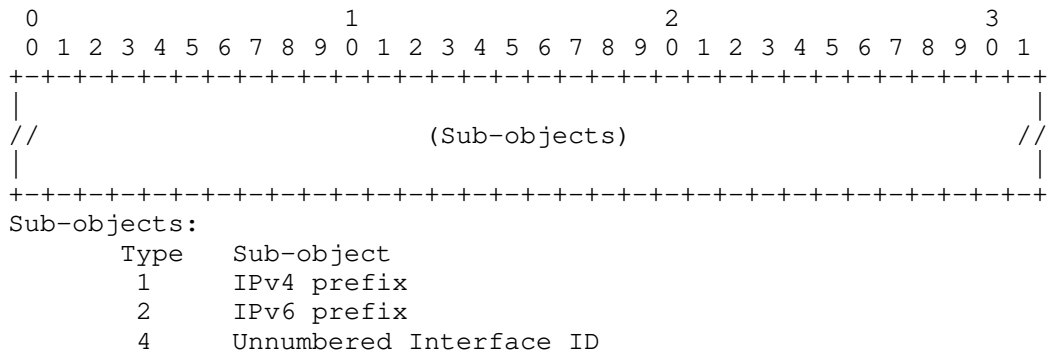 0                   1                   2                   3
 0 1 2 3 4 5 6 7 8 9 0 1 2 3 4 5 6 7 8 9 0 1 2 3 4 5 6 7 8 9 0 1
+-+-+-+-+-+-+-+-+-+-+-+-+-+-+-+-+-+-+-+-+-+-+-+-+-+-+-+-+-+-+-+-+
|                                                               |
//                        (Sub-objects)                        //
|                                                               |
+-+-+-+-+-+-+-+-+-+-+-+-+-+-+-+-+-+-+-+-+-+-+-+-+-+-+-+-+-+-+-+-+
Sub-objects:
       Type   Sub-object
        1     IPv4 prefix
        2     IPv6 prefix
        4     Unnumbered Interface ID